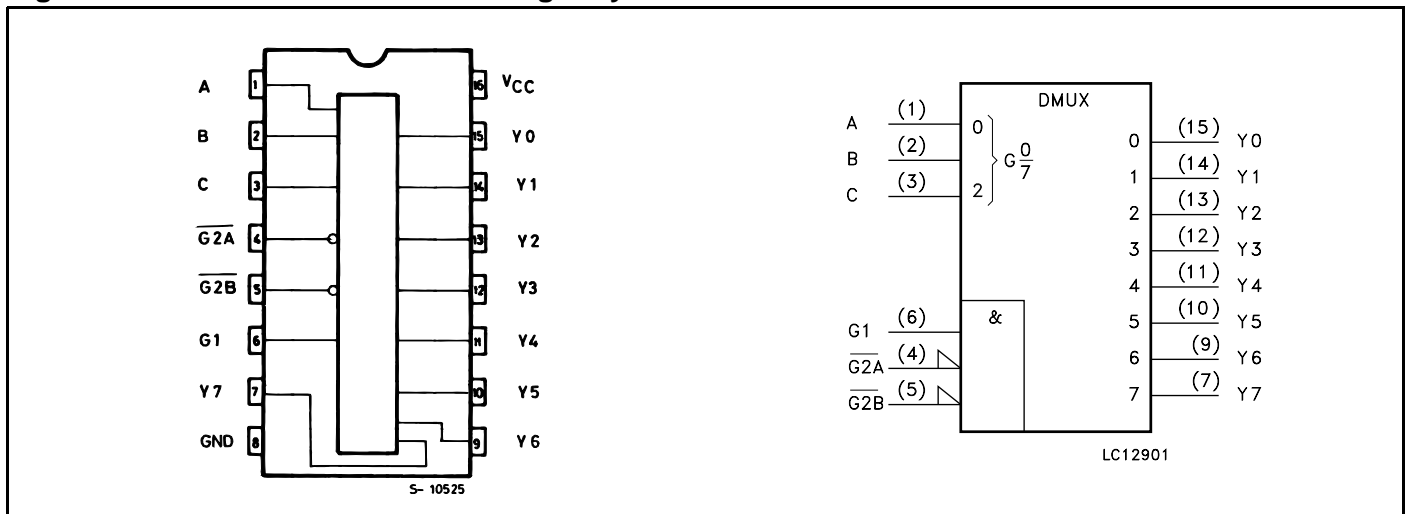 A 1 16 VCC
B 2 15 Y0
C 3 14 Y1
G2A 4 13 Y2
G2B 5 12 Y3
G1 6 11 Y4
Y7 7 10 Y5
GND 8 9 Y6
S- 10525
DMUX
A (1) 0 0 (15) Y0
B (2) G 0/7 1 (14) Y1
C (3) 2 2 (13) Y2
3 (12) Y3
4 (11) Y4
G1 (6) & 5 (10) Y5
G2A (4) 6 (9) Y6
G2B (5) 7 (7) Y7
LC12901